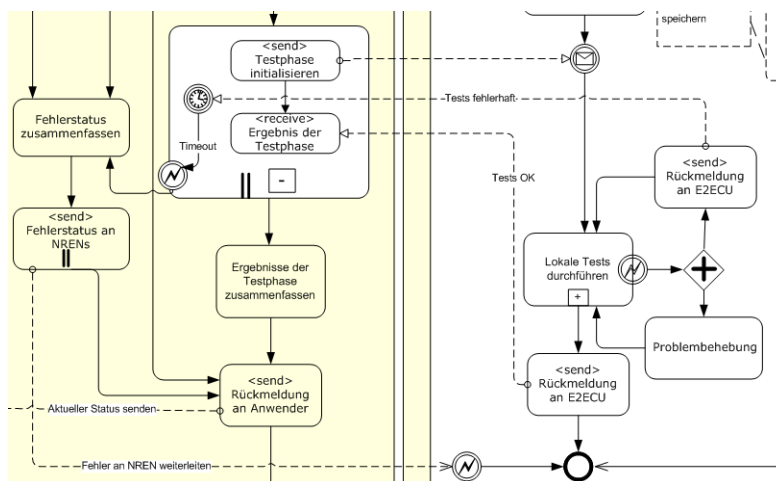 speichern
<send>
Testphase
initialisieren
Tests fehlerhaft
Fehlerstatus
zusammenfassen
<receive>
Ergebnis der
Testphase
Timeout
<send>
Rückmeldung
an E2ECU
Tests OK
-
<send>
Fehlerstatus an
NRENs
Ergebnisse der
Testphase
zusammenfassen
Lokale Tests
durchführen
+
Problembehebung
<send>
Rückmeldung
an Anwender
<send>
Rückmeldung
an E2ECU
Aktueller Status senden
Fehler an NREN weiterleiten